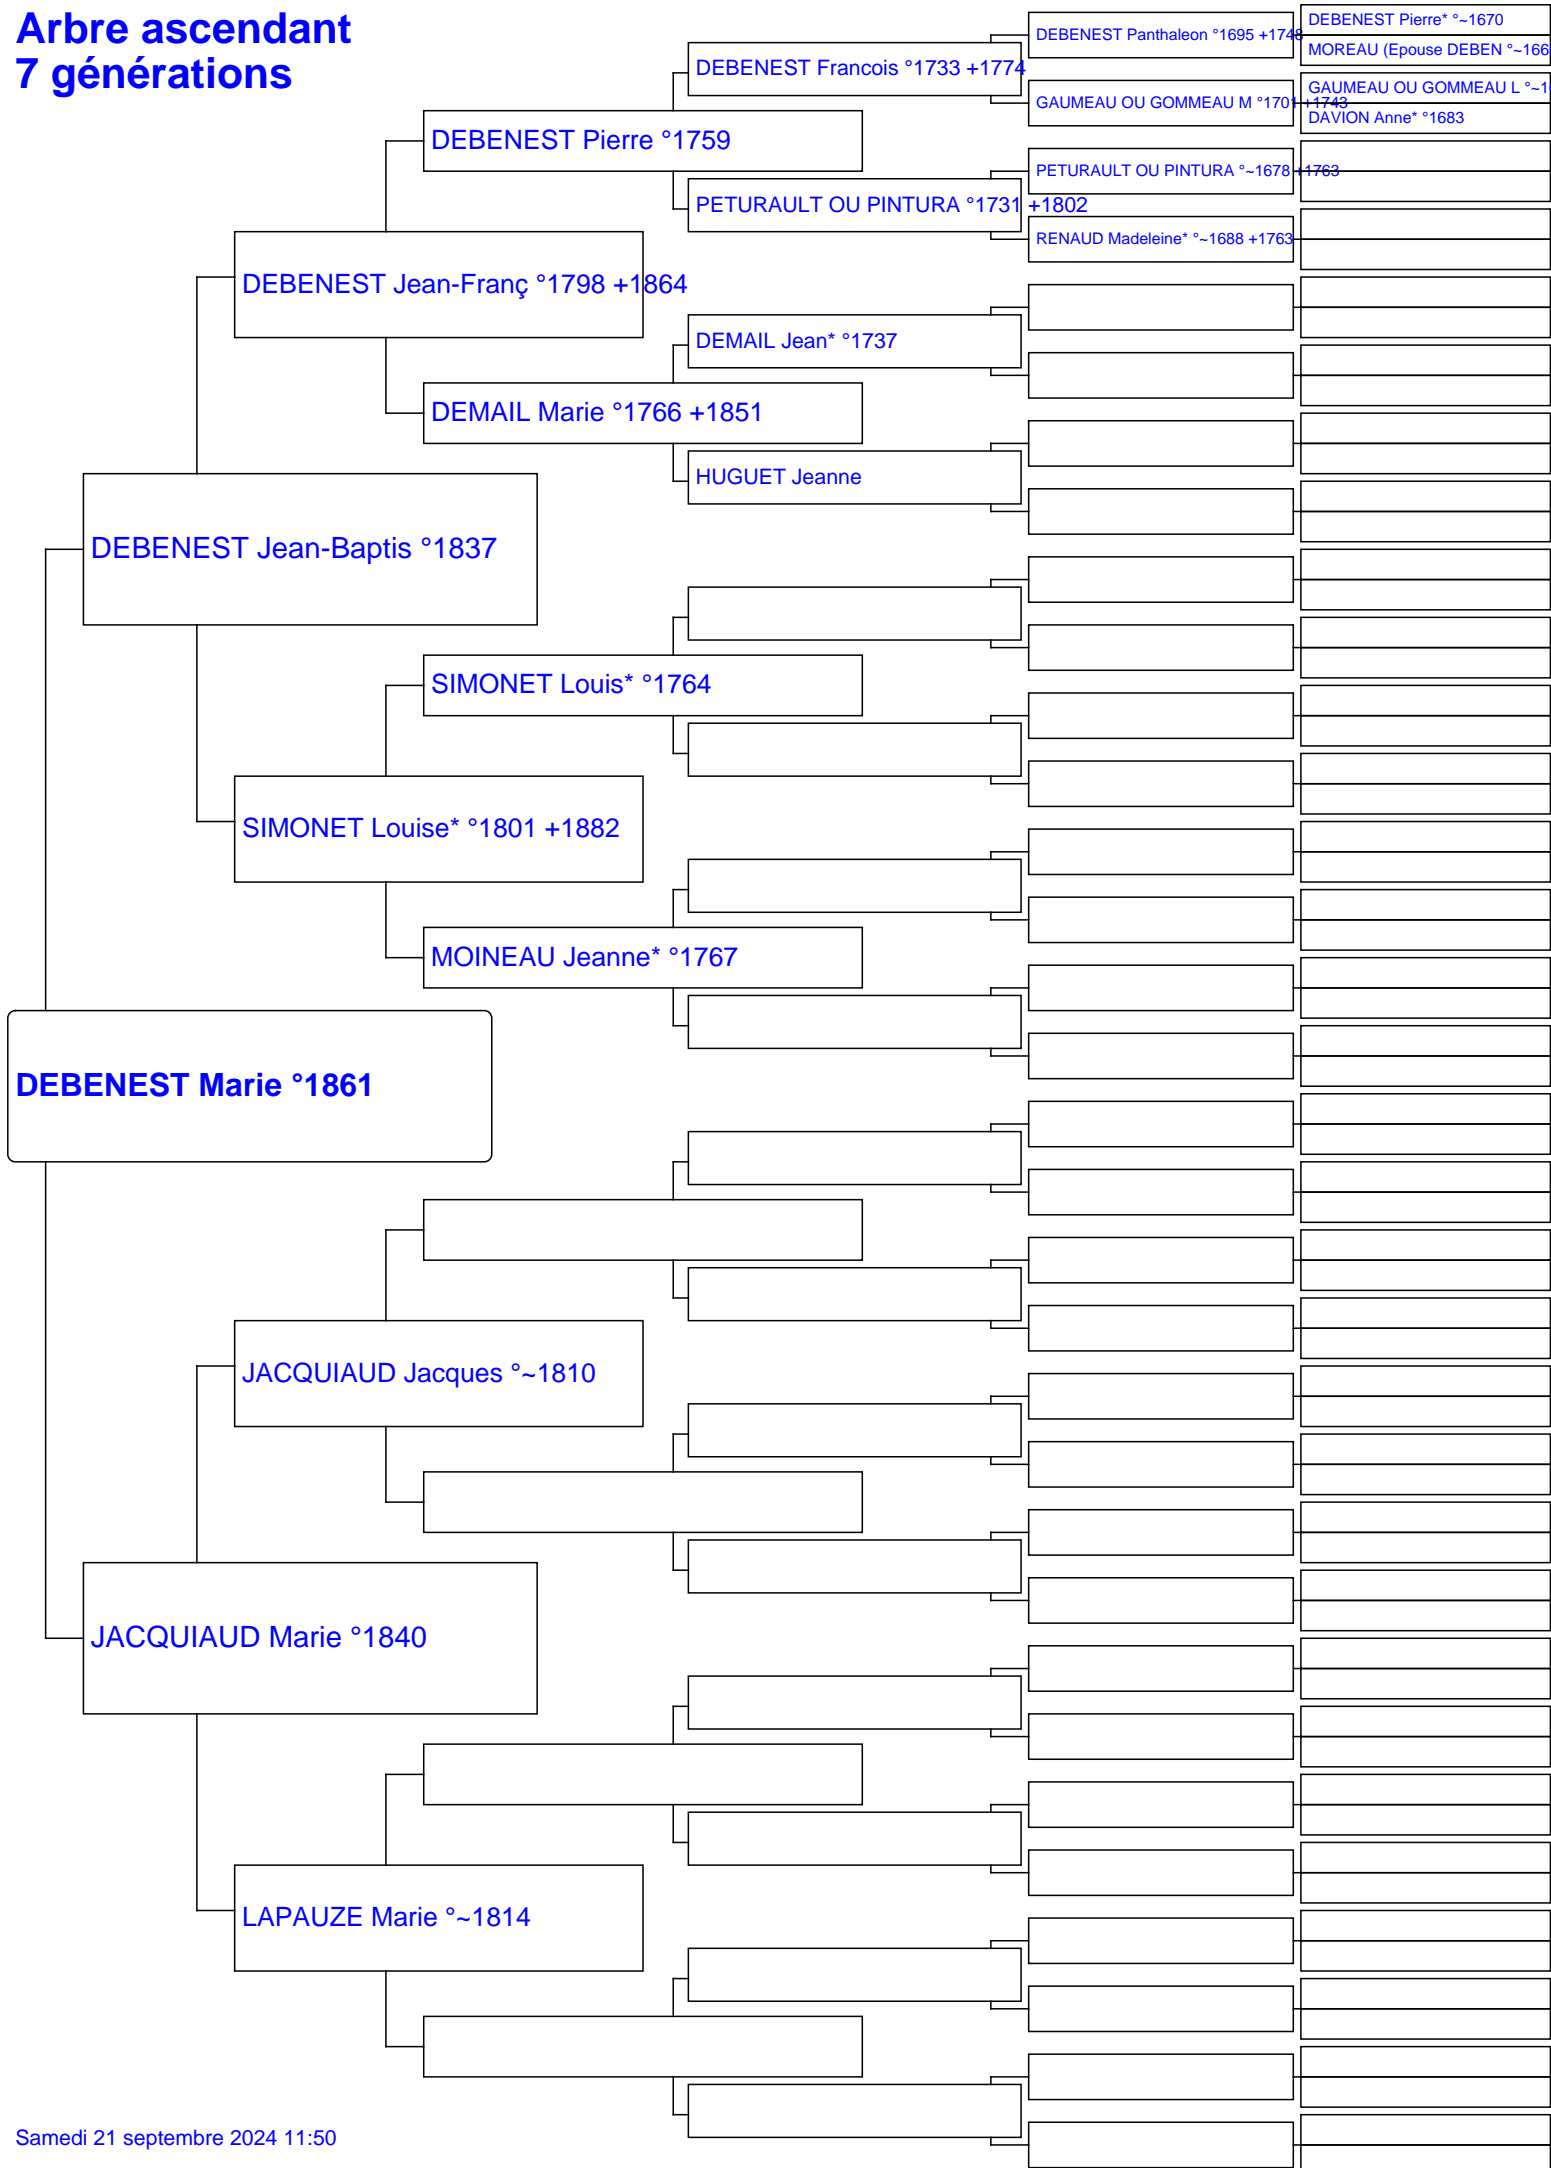 Arbre ascendant
7 générations
DEBENEST Pierre* °~1670
DEBENEST Panthaleon °1695 +1748
MOREAU (Epouse DEBEN °~166
DEBENEST Francois °1733 +1774
GAUMEAU OU GOMMEAU L °~1
GAUMEAU OU GOMMEAU M °1701 +1743
DAVION Anne* °1683
DEBENEST Pierre °1759
PETURAULT OU PINTURA °~1678 +1763
PETURAULT OU PINTURA °1731 +1802
RENAUD Madeleine* °~1688 +1763
DEBENEST Jean-Franç °1798 +1864
DEMAIL Jean* °1737
DEMAIL Marie °1766 +1851
HUGUET Jeanne
DEBENEST Jean-Baptis °1837
SIMONET Louis* °1764
SIMONET Louise* °1801 +1882
MOINEAU Jeanne* °1767
DEBENEST Marie °1861
JACQUIAUD Jacques °~1810
JACQUIAUD Marie °1840
LAPAUZE Marie °~1814
Samedi 21 septembre 2024 11:50